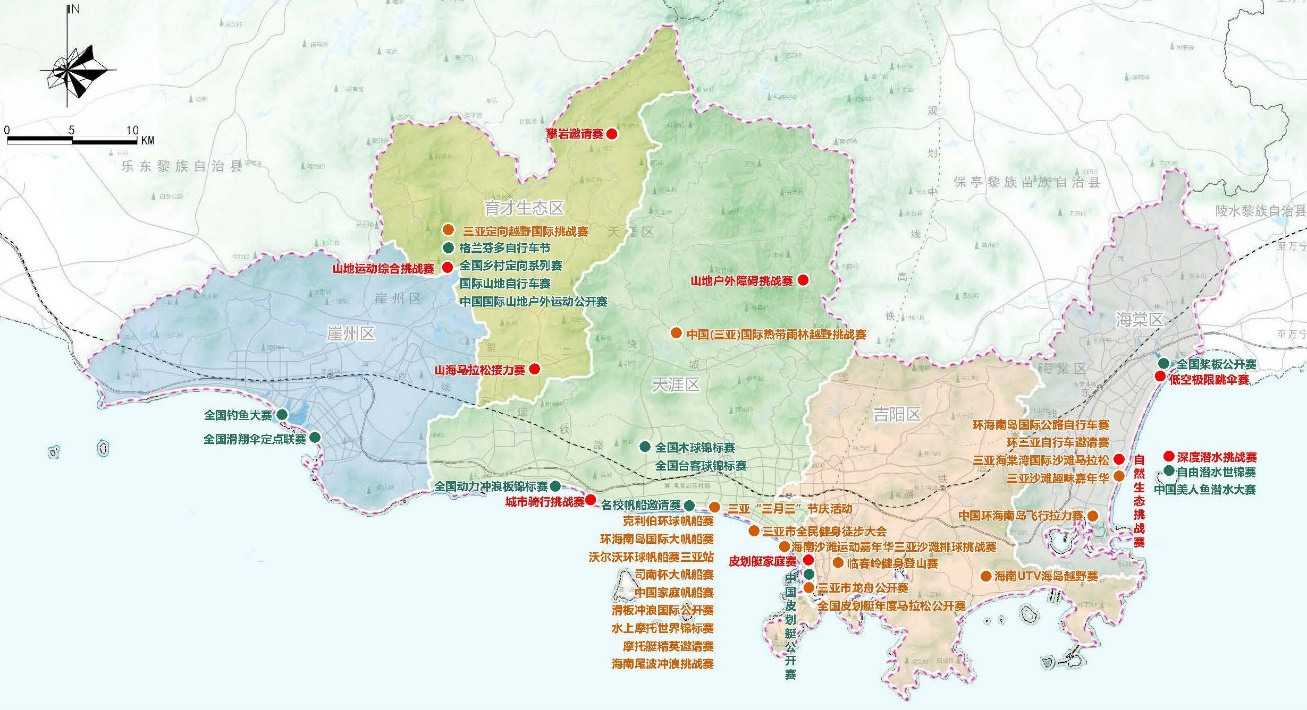 N
0 5 10
KM
乐东黎族自治县
保亭黎族苗族自治县
陵水黎族自治县
至万宁
攀岩邀请赛
育才生态区
天涯区
三亚定向越野国际挑战赛
格兰芬多自行车节
山地运动综合挑战赛
全国乡村定向系列赛
国际山地自行车赛
中国国际山地户外运动公开赛
崖州区
崖州区
山地户外障碍挑战赛
中国(三亚)国际热带雨林越野挑战赛
山海马拉松接力赛
天涯区
吉阳区
海棠区
海棠区
全国桨板公开赛
低空极限跳伞赛
全国钓鱼大赛
全国滑翔伞定点联赛
全国木球锦标赛
全国台客球锦标赛
环海南岛国际公路自行车赛
环三亚自行车邀请赛
三亚海棠湾国际沙滩马拉松
三亚沙滩趣味嘉年华
自然生态挑战赛
深度潜水挑战赛
自由潜水世锦赛
中国美人鱼潜水大赛
中国环海南岛飞行拉力赛
全国动力冲浪板锦标赛
城市骑行挑战赛
名校帆船邀请赛
三亚“三月三”节庆活动
克利伯环球帆船赛
环海南岛国际大帆船赛
沃尔沃环球帆船赛三亚站
司南杯大帆船赛
中国家庭帆船赛
滑板冲浪国际公开赛
水上摩托世界锦标赛
摩托艇精英邀请赛
海南尾波冲浪挑战赛
三亚市全民健身徒步大会
海南沙滩运动嘉年华三亚沙滩排球挑战赛
皮划艇家庭赛
临春岭健身登山赛
中国皮划艇公开赛
三亚市龙舟公开赛
全国皮划艇年度马拉松公开赛
海南UTV海岛越野赛